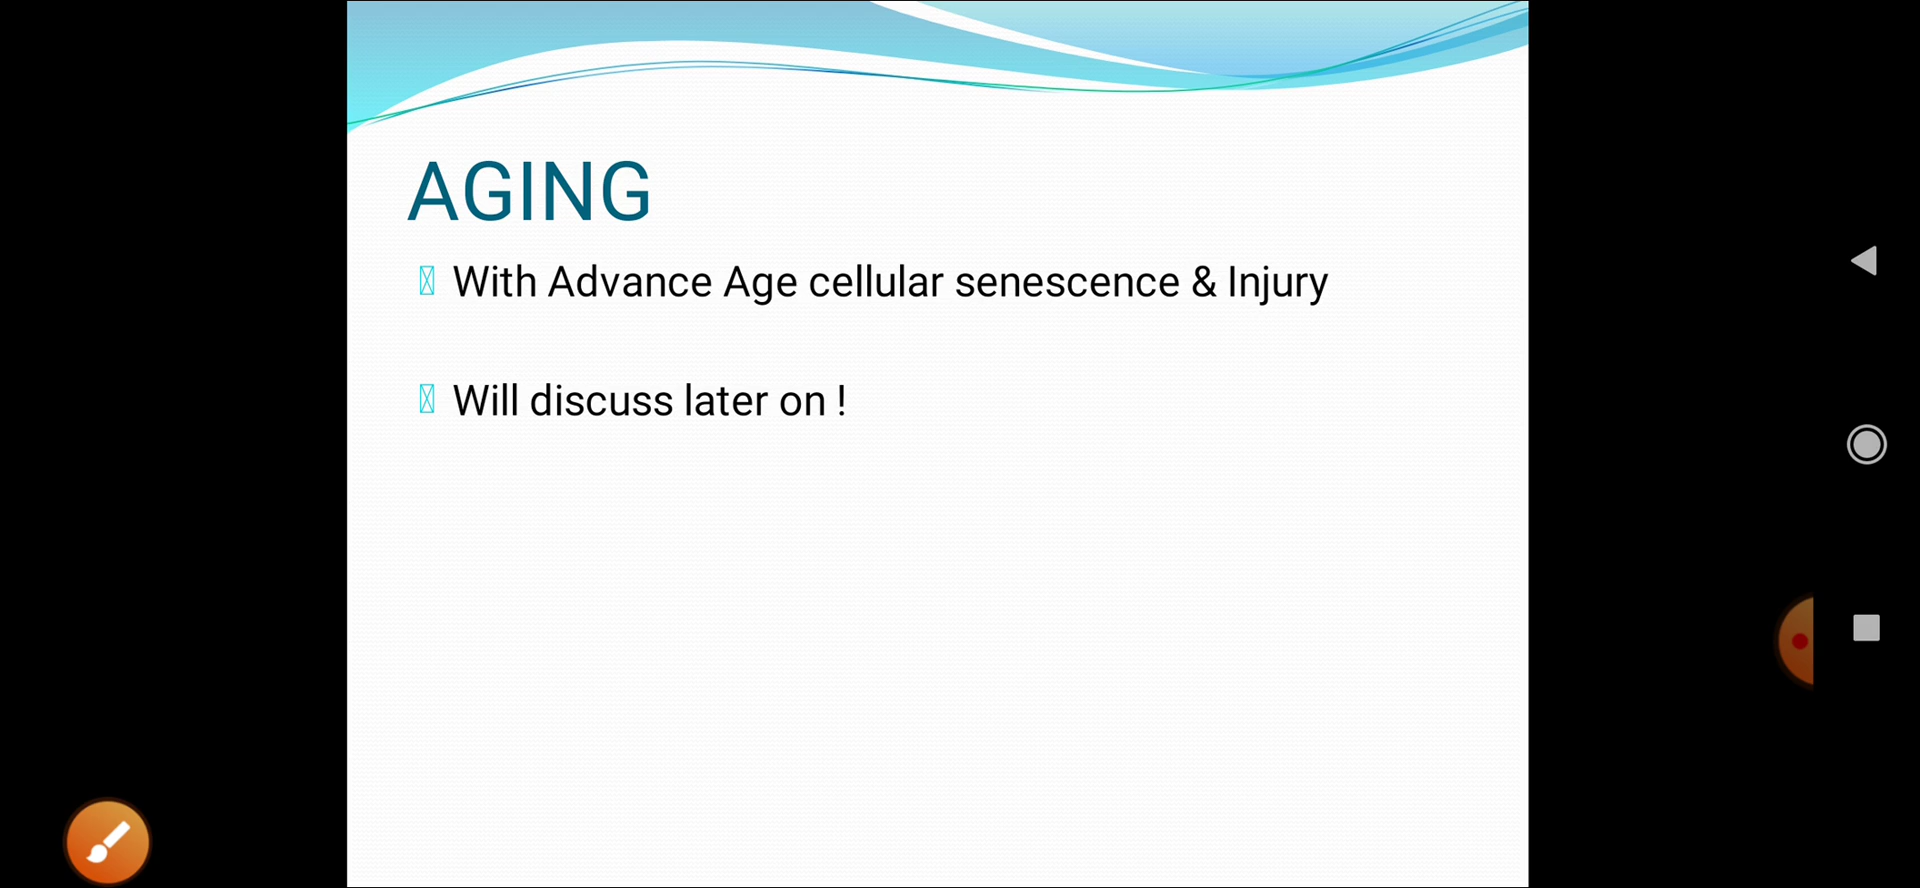 AGING
With Advance Age cellular senescence & Injury
Will discuss later on !